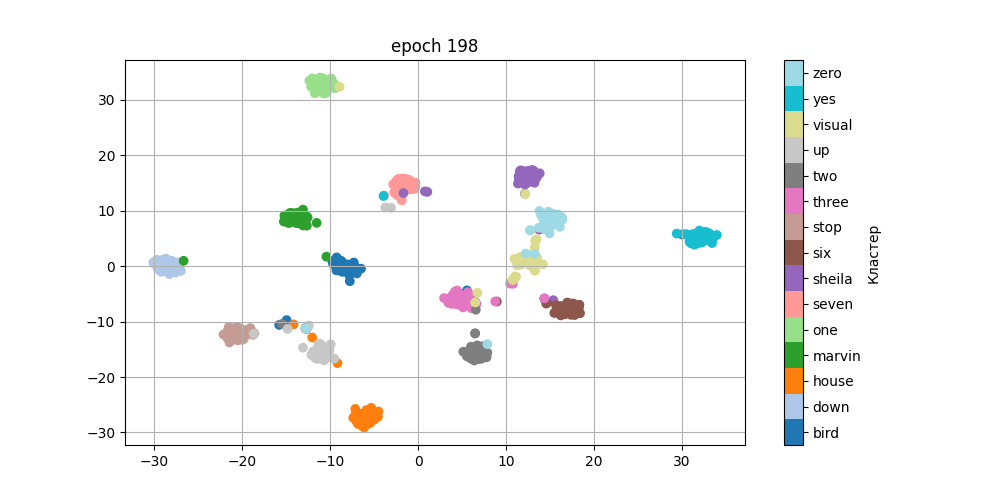 epoch 198
30
20
10
0
−10
−20
−30
−30
−20
−10
0
10
20
30
zero
yes
visual
up
two
three
stop
six
sheila
seven
one
marvin
house
down
bird
Кластер